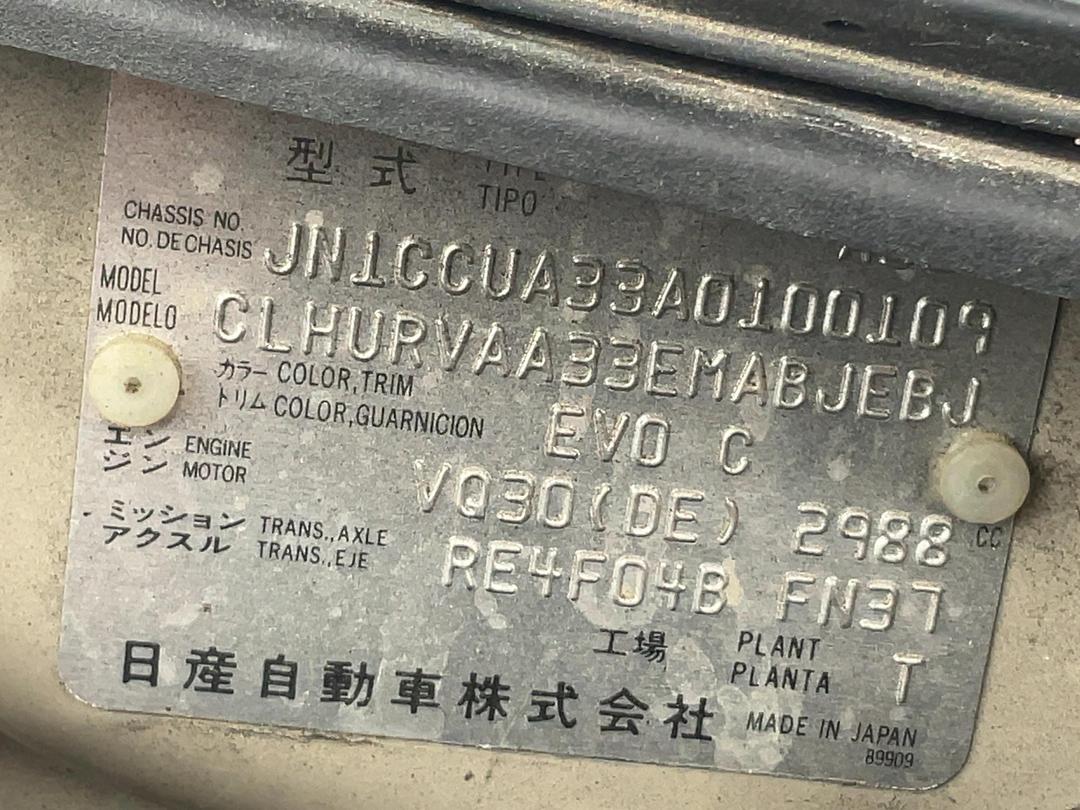 型式 TIPO
CHASSIS NO.
NO. DE CHASIS JN1CCUA33A0100109
MODEL
MODELO CLHURVAA33EMABJEBJ
カラー COLOR,TRIM
トリム COLOR,GUARNICION EV0 C
エン ENGINE
ジン MOTOR VQ30(DE) 2988 CC
ミッション TRANS.,AXLE
アクスル TRANS.,EJE RE4F04B FN37
工場 PLANT
PLANTA T
日産自動車株式会社 MADE IN JAPAN
89909